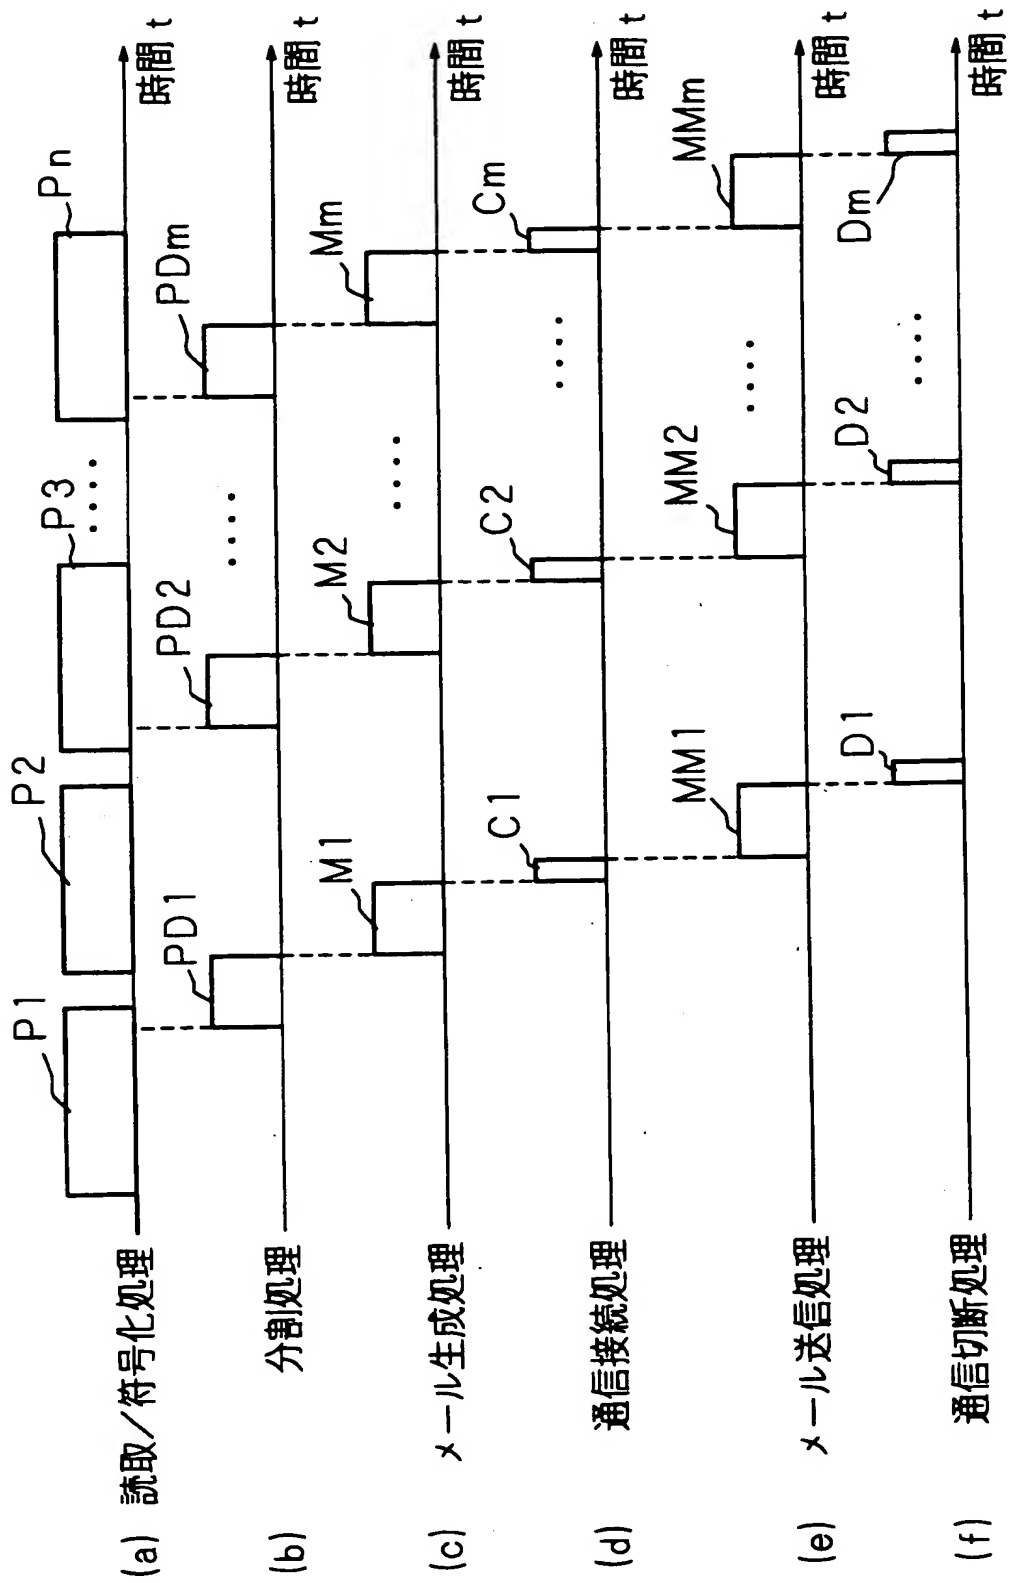 P1
P2
P3
....
Pn
(a) 読取/符号化処理
時間 t
PD1
PD2
....
PDm
(b) 分割処理
時間 t
M1
M2
....
Mm
(c) メール生成処理
時間 t
C1
C2
....
Cm
(d) 通信接続処理
時間 t
MM1
MM2
....
MMm
(e) メール送信処理
時間 t
D1
D2
....
Dm
(f) 通信切断処理
時間 t